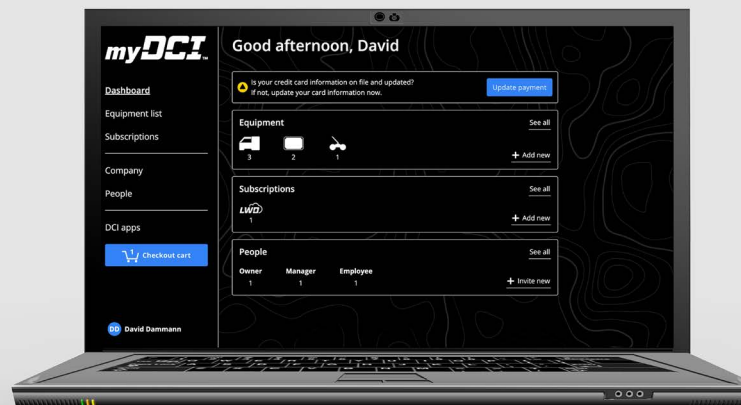 myDCI
Good afternoon, David
Dashboard
Equipment list
Subscriptions
Company
People
DCI apps
1
Checkout cart
DD David Dammann
Is your credit card information on file and updated?
If not, update your card information now.
Update payment
Equipment
See all
3
2
1
+ Add new
Subscriptions
See all
LWD
1
+ Add new
People
See all
Owner Manager Employee
1 1 1
+ Invite new